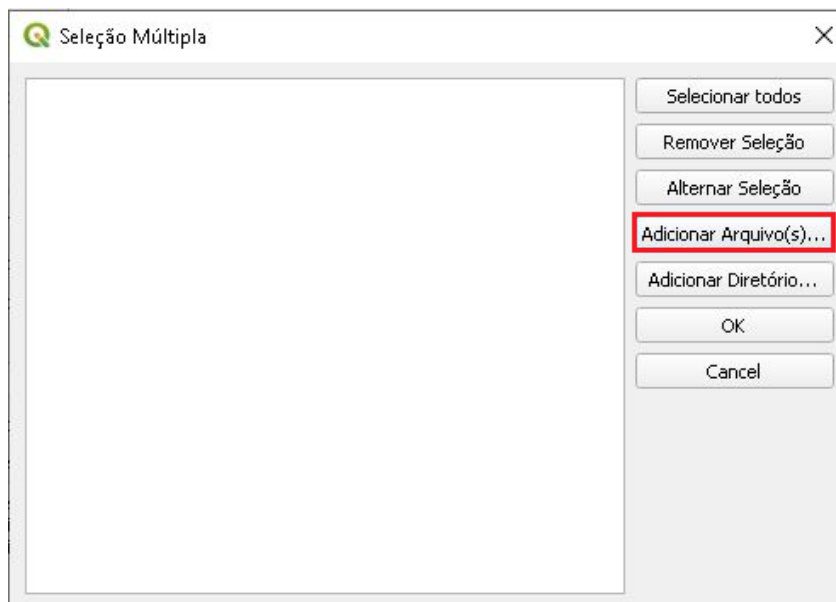 Seleção Múltipla
Selecionar todos
Remover Seleção
Alternar Seleção
Adicionar Arquivo(s)...
Adicionar Diretório...
OK
Cancel